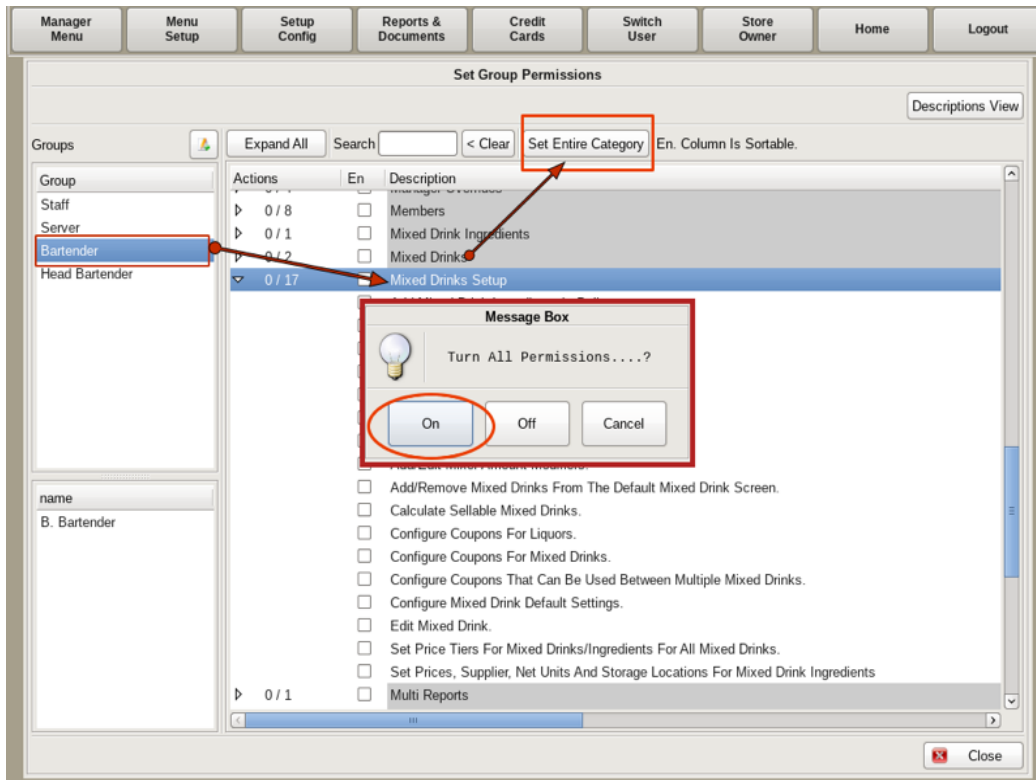 Manager Menu
Menu Setup
Setup Config
Reports & Documents
Credit Cards
Switch User
Store Owner
Home
Logout
Set Group Permissions
Descriptions View
Groups
Expand All
Search
< Clear
Set Entire Category
En. Column Is Sortable.
Group
Staff
Server
Bartender
Head Bartender
name
B. Bartender
Actions En Description
0 / 8 Members
0 / 1 Mixed Drink Ingredients
0 / 2 Mixed Drinks
0 / 17 Mixed Drinks Setup
Message Box
Turn All Permissions....?
On
Off
Cancel
Add/Remove Mixed Drinks From The Default Mixed Drink Screen.
Calculate Sellable Mixed Drinks.
Configure Coupons For Liquors.
Configure Coupons For Mixed Drinks.
Configure Coupons That Can Be Used Between Multiple Mixed Drinks.
Configure Mixed Drink Default Settings.
Edit Mixed Drink.
Set Price Tiers For Mixed Drinks/Ingredients For All Mixed Drinks.
Set Prices, Supplier, Net Units And Storage Locations For Mixed Drink Ingredients
0 / 1 Multi Reports
Close